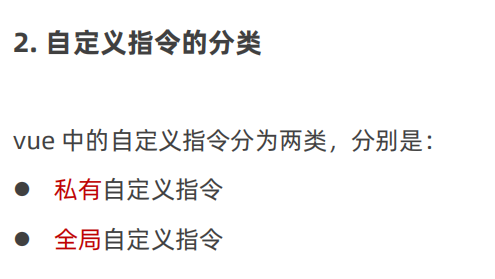 2. 自定义指令的分类
vue 中的自定义指令分为两类，分别是：
● 私有自定义指令
● 全局自定义指令